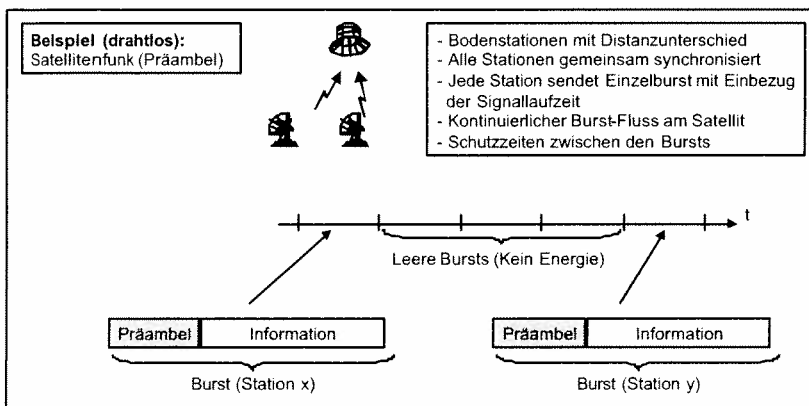 Beispiel (drahtlos):
Satellitenfunk (Präambel)
- Bodenstationen mit Distanzunterschied
- Alle Stationen gemeinsam synchronisiert
- Jede Station sendet Einzelburst mit Einbezug
der Signallaufzeit
- Kontinuierlicher Burst-Fluss am Satellit
- Schutzzeiten zwischen den Bursts
t
Leere Bursts (Kein Energie)
Präambel Information
Burst (Station x)
Präambel Information
Burst (Station y)